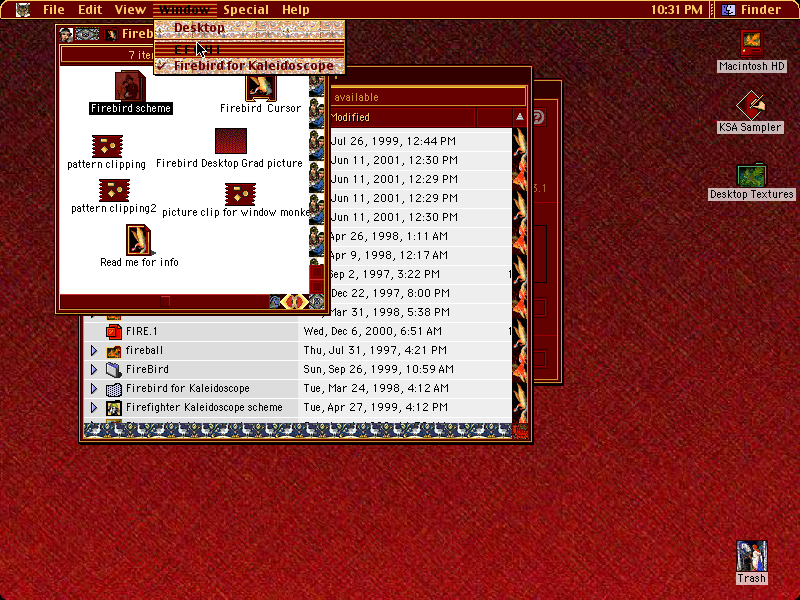 File Edit View Window Special Help 10:31 PM Finder
Desktop
Firebird for Kaleidoscope
Fireb
7 iter
available
Modified
Firebird scheme
Firebird Cursor
pattern clipping
Firebird Desktop Grad picture
pattern clipping2
picture clip for window monke
Read me for info
Jul 26, 1999, 12:44 PM
Jun 11, 2001, 12:30 PM
Jun 11, 2001, 12:29 PM
Jun 11, 2001, 12:29 PM
Jun 11, 2001, 12:30 PM
Apr 26, 1998, 1:11 AM
Apr 9, 1998, 12:17 AM
Sep 2, 1997, 3:22 PM 1
Dec 22, 1997, 8:00 PM
Mar 31, 1998, 5:38 PM
FIRE.1 Wed, Dec 6, 2000, 6:51 AM 1
fireball Thu, Jul 31, 1997, 4:21 PM
FireBird Sun, Sep 26, 1999, 10:59 AM
Firebird for Kaleidoscope Tue, Mar 24, 1998, 4:12 AM
Firefighter Kaleidoscope scheme Tue, Apr 27, 1999, 4:12 PM
3.1
Macintosh HD
KSA Sampler
Desktop Textures
Trash